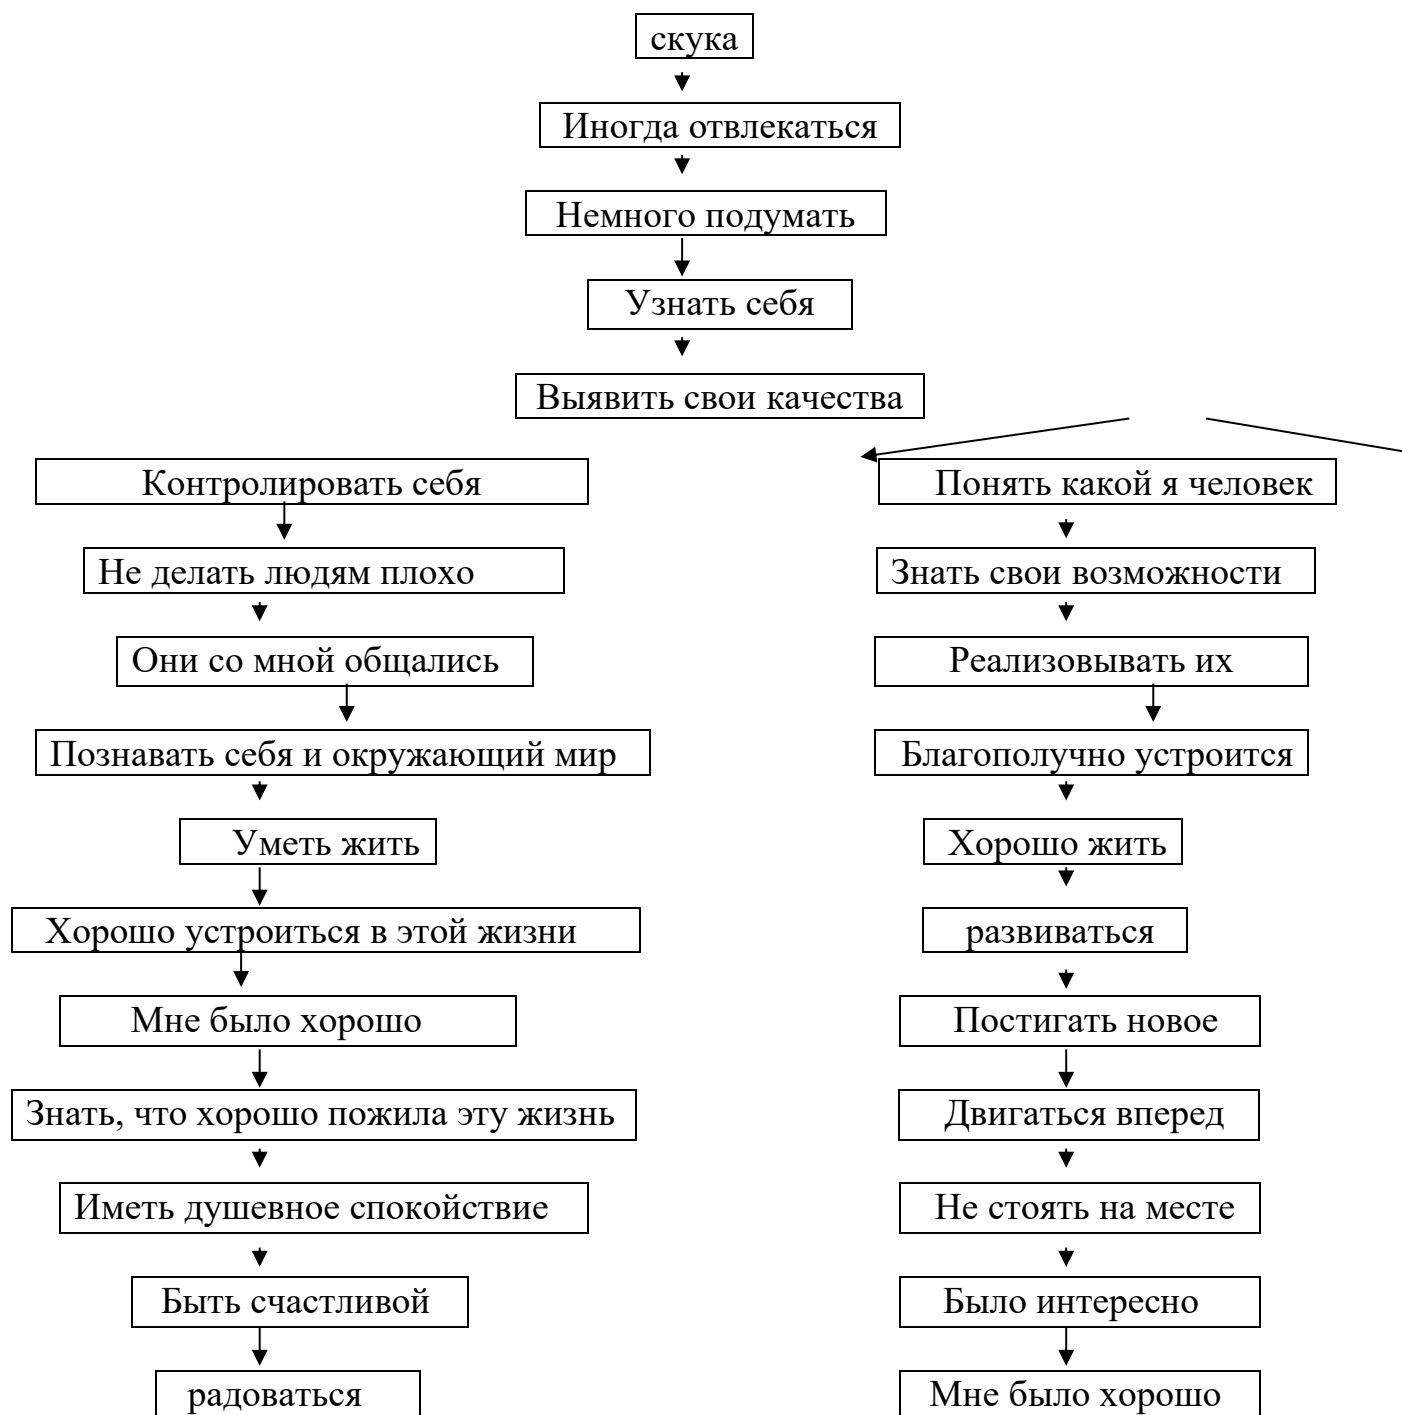 скука
Иногда отвлекаться
Немного подумать
Узнать себя
Выявить свои качества
Контролировать себя
Понять какой я человек
Не делать людям плохо
Знать свои возможности
Они со мной общались
Реализовывать их
Познавать себя и окружающий мир
Благополучно устроится
Уметь жить
Хорошо жить
Хорошо устроиться в этой жизни
развиваться
Мне было хорошо
Постигать новое
Знать, что хорошо пожила эту жизнь
Двигаться вперед
Иметь душевное спокойствие
Не стоять на месте
Быть счастливой
Было интересно
радоваться
Мне было хорошо